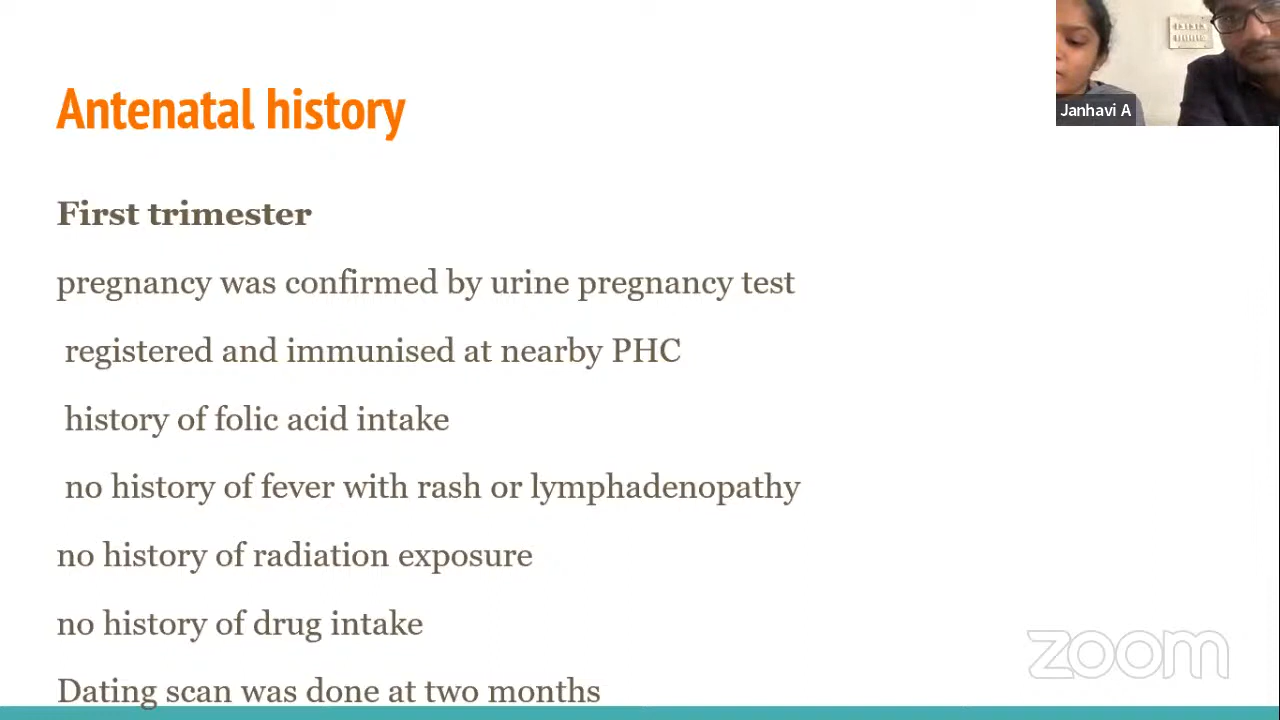 Antenatal history
Janhavi A
First trimester
pregnancy was confirmed by urine pregnancy test
registered and immunised at nearby PHC
history of folic acid intake
no history of fever with rash or lymphadenopathy
no history of radiation exposure
no history of drug intake
Dating scan was done at two months
zoom